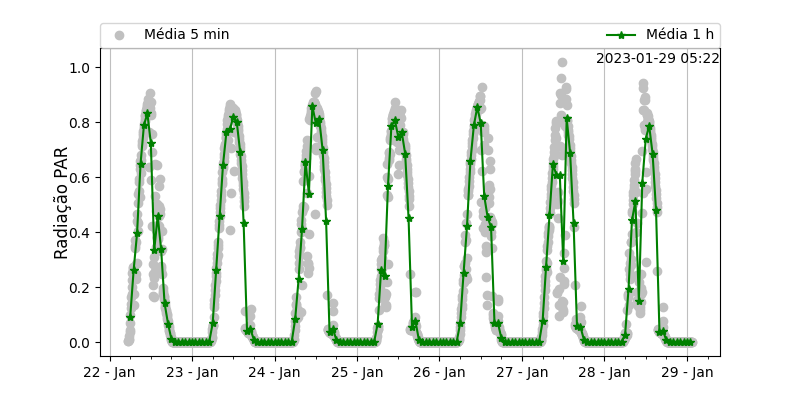 Média 5 min
Média 1 h
2023-01-29 05:22
Radiação PAR
1.0
0.8
0.6
0.4
0.2
0.0
22 - Jan
23 - Jan
24 - Jan
25 - Jan
26 - Jan
27 - Jan
28 - Jan
29 - Jan